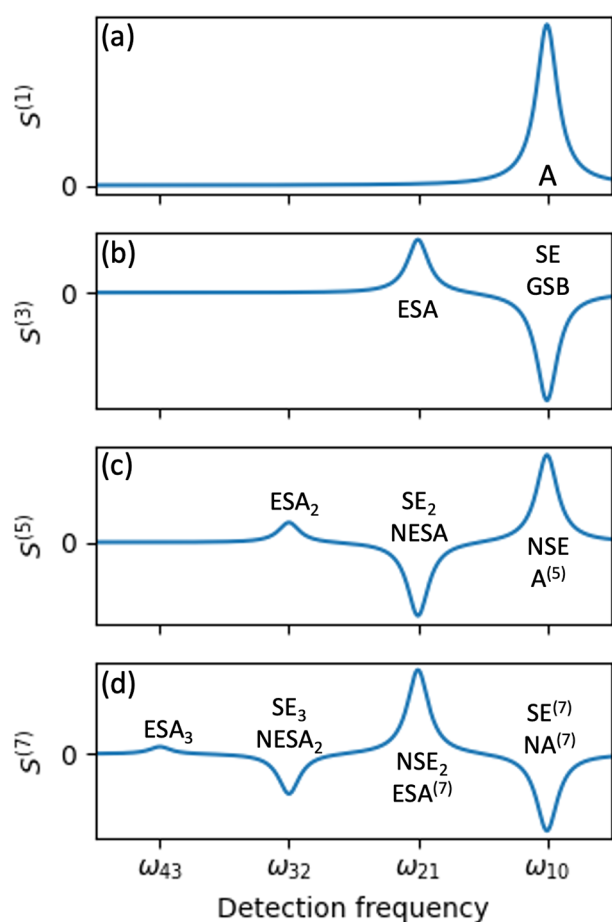 (a)
S⁽¹⁾
0
A
(b)
S⁽³⁾
0
ESA
SE
GSB
(c)
S⁽⁵⁾
0
ESA₂
SE₂
NESA
NSE
A⁽⁵⁾
(d)
S⁽⁷⁾
0
ESA₃
SE₃
NESA₂
NSE₂
ESA⁽⁷⁾
SE⁽⁷⁾
NA⁽⁷⁾
ω₄₃ ω₃₂ ω₂₁ ω₁₀
Detection frequency